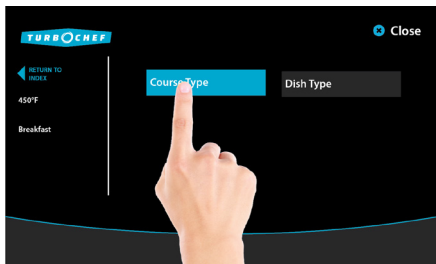 TURBOCHEF
Close
RETURN TO
INDEX
450°F
Breakfast
Course Type
Dish Type